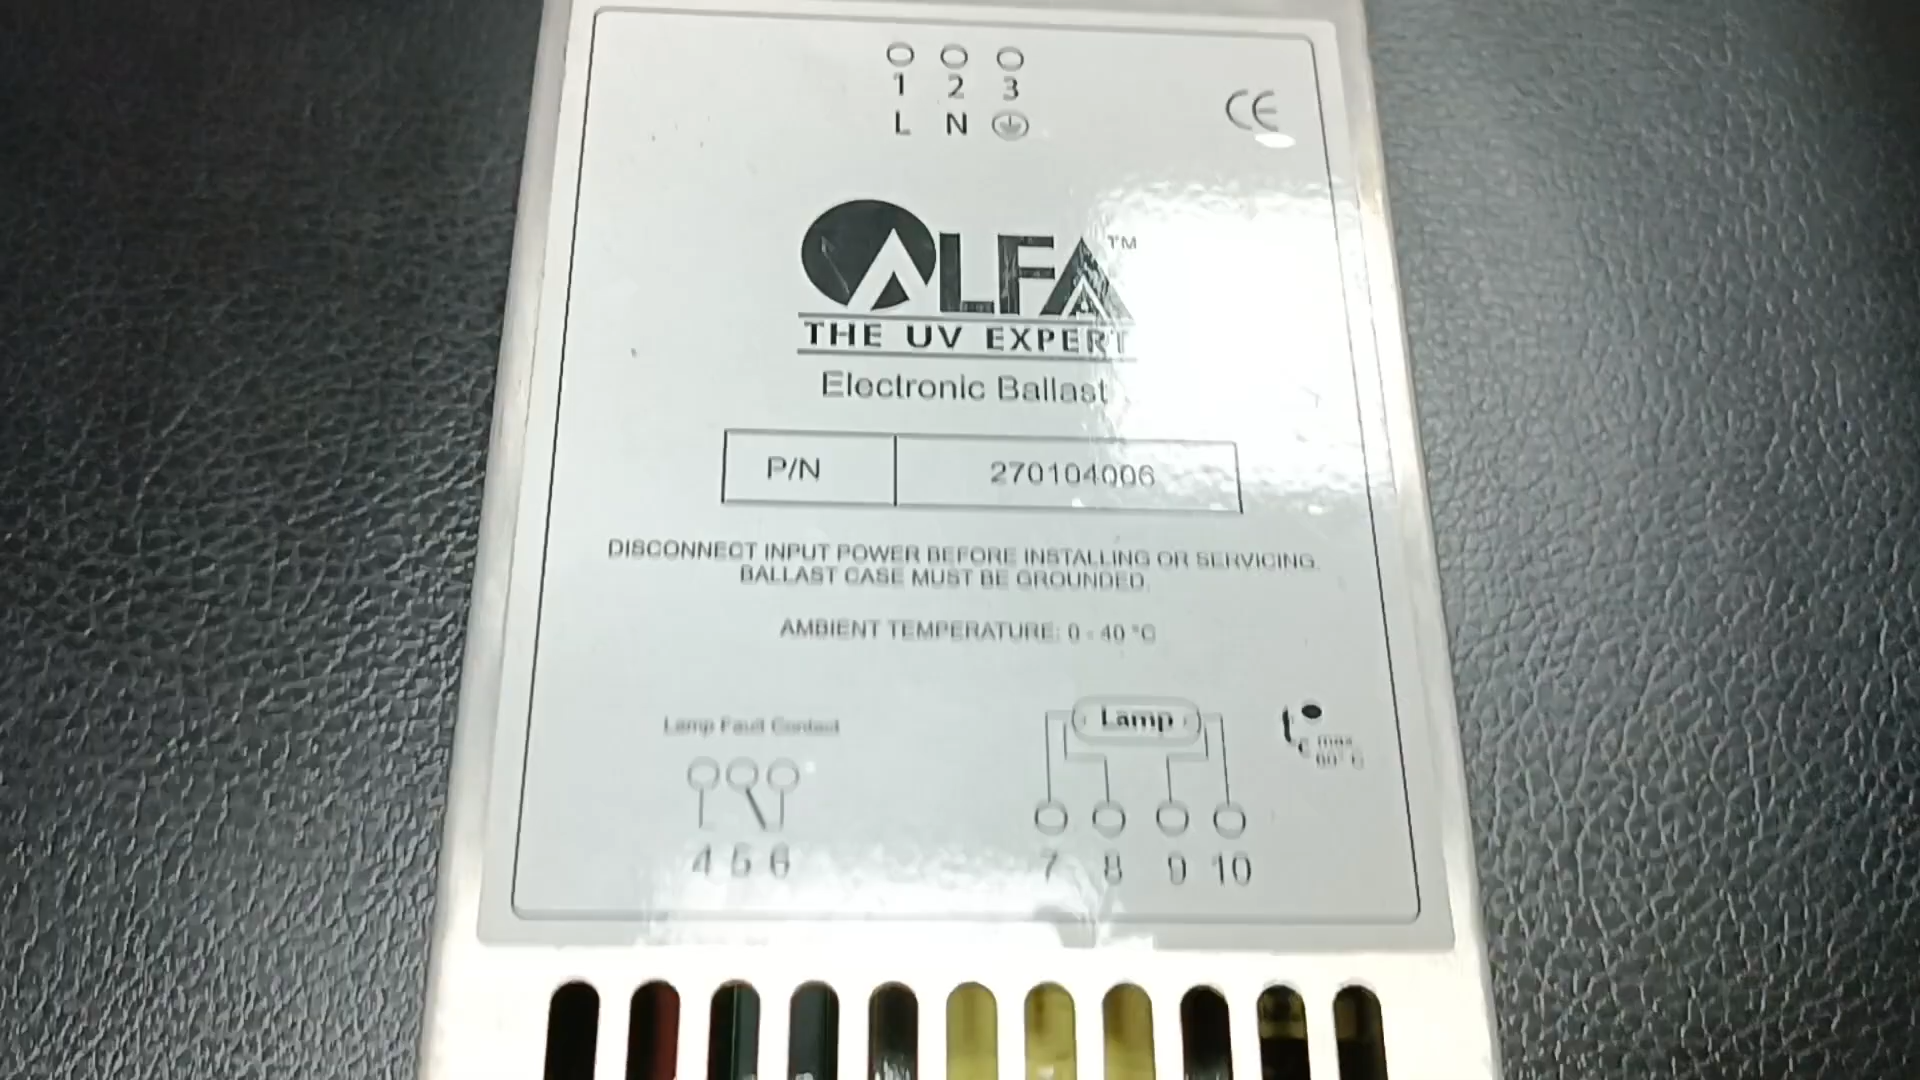 1 2 3
L N
CE
ALFA™
THE UV EXPERT
Electronic Ballast
P/N 270104006
DISCONNECT INPUT POWER BEFORE INSTALLING OR SERVICING.
BALLAST CASE MUST BE GROUNDED.
AMBIENT TEMPERATURE: 0 - 40 °C
Lamp Fault Contact
4 5 6
Lamp
7 8 9 10
tc max